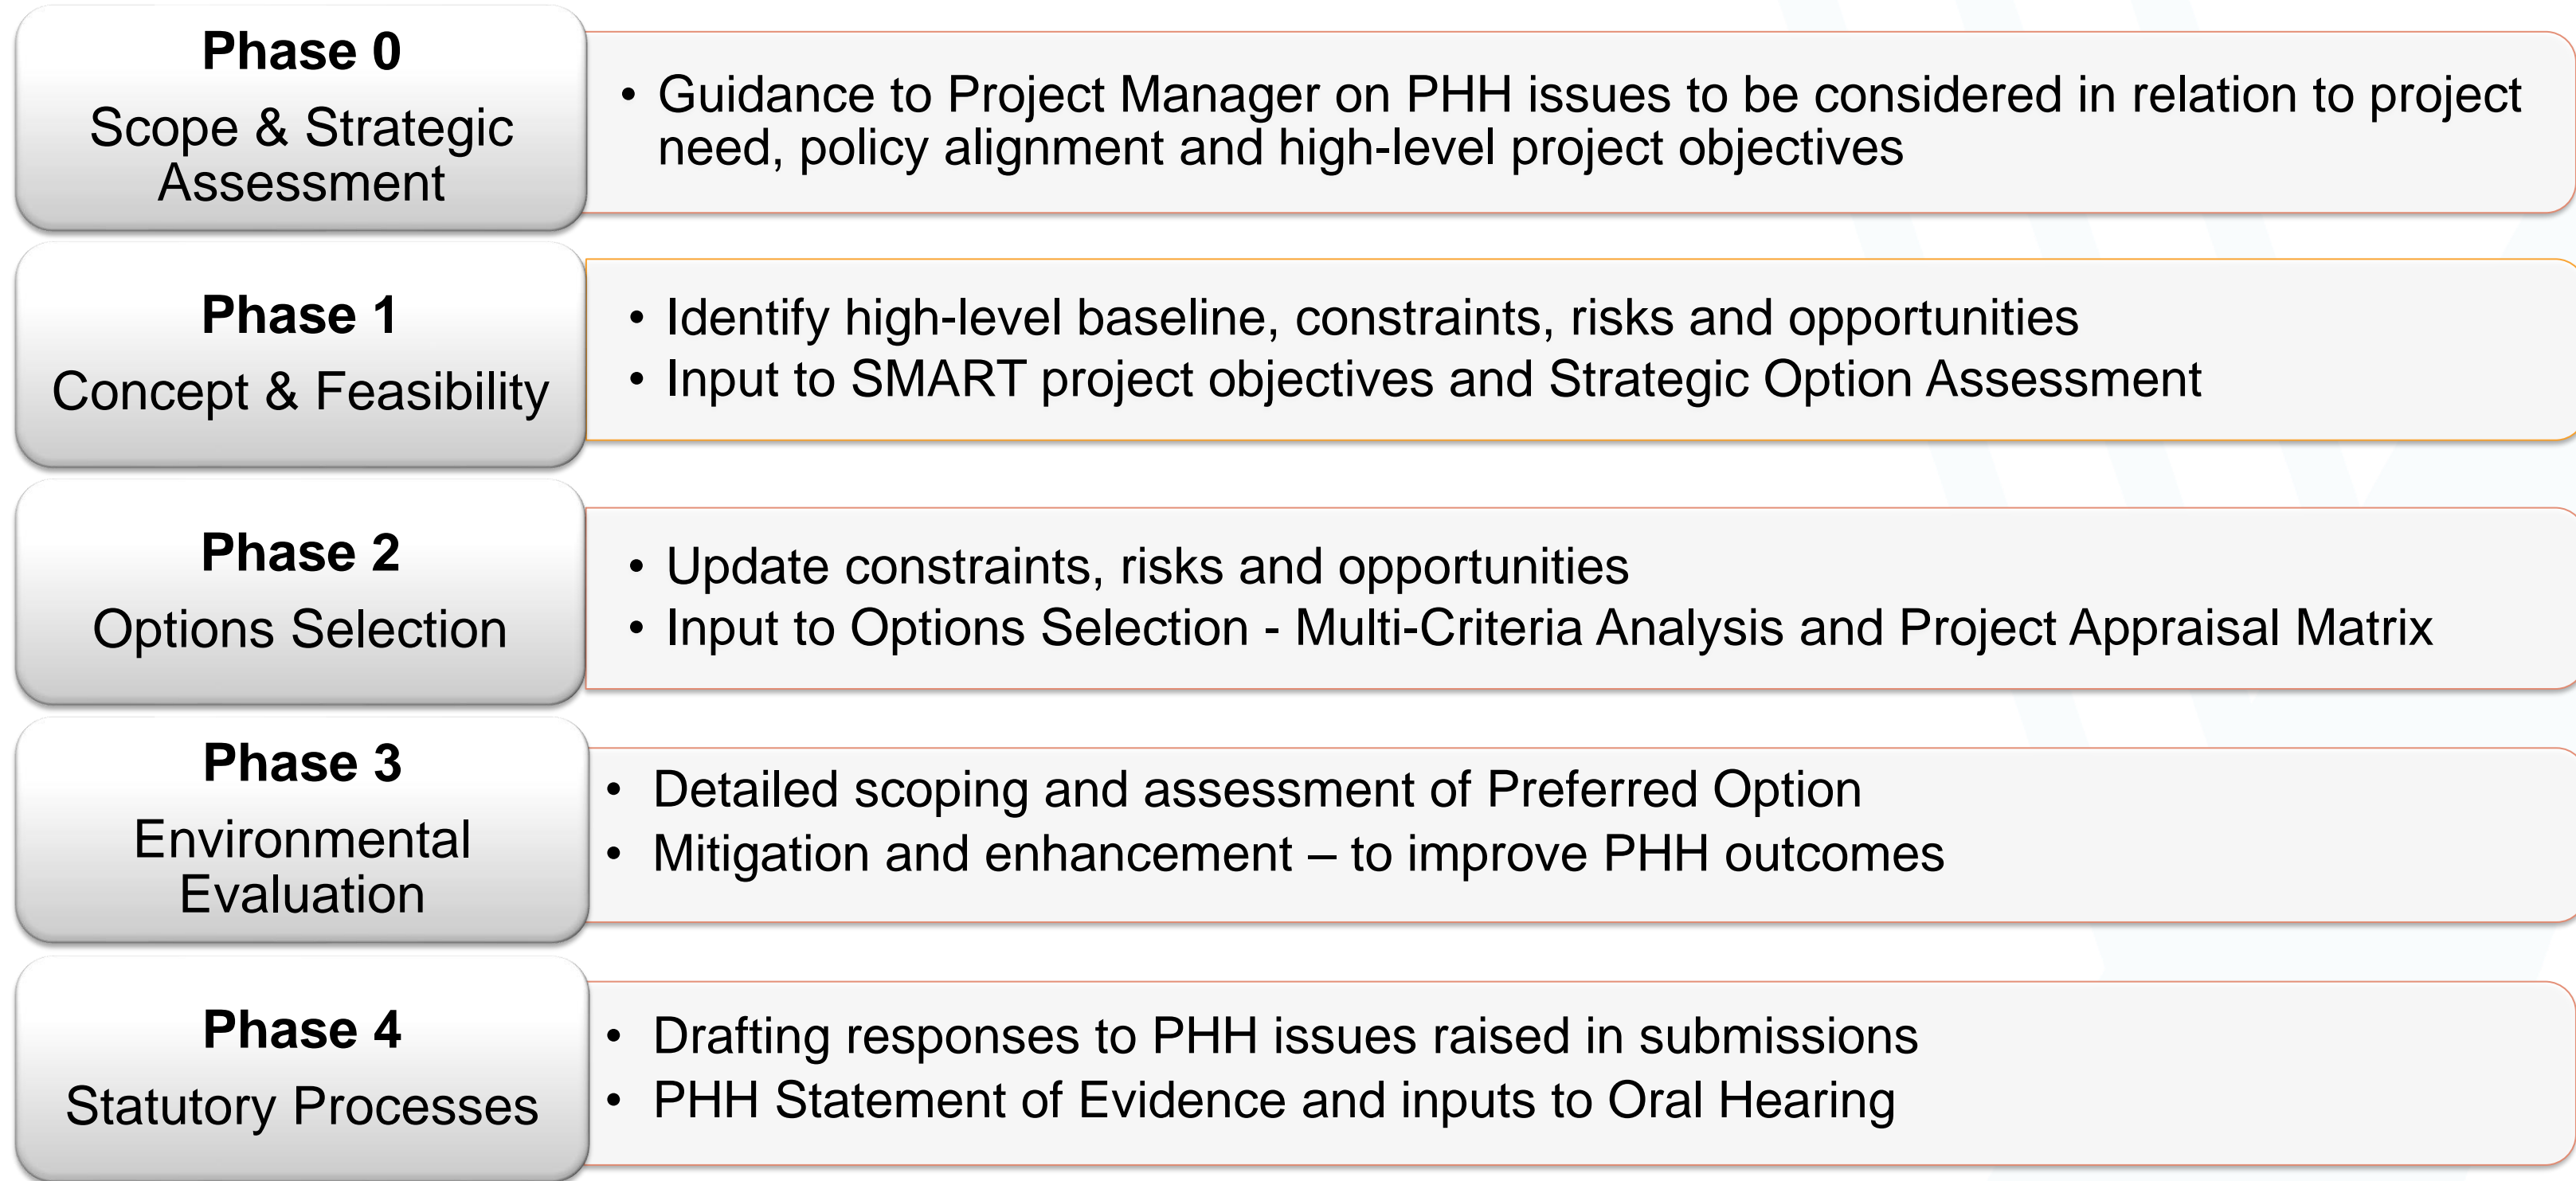 Phase 0
Scope & Strategic
Assessment
• Guidance to Project Manager on PHH issues to be considered in relation to project
need, policy alignment and high-level project objectives
Phase 1
Concept & Feasibility
• Identify high-level baseline, constraints, risks and opportunities
• Input to SMART project objectives and Strategic Option Assessment
Phase 2
Options Selection
• Update constraints, risks and opportunities
• Input to Options Selection - Multi-Criteria Analysis and Project Appraisal Matrix
Phase 3
Environmental
Evaluation
• Detailed scoping and assessment of Preferred Option
• Mitigation and enhancement – to improve PHH outcomes
Phase 4
Statutory Processes
• Drafting responses to PHH issues raised in submissions
• PHH Statement of Evidence and inputs to Oral Hearing